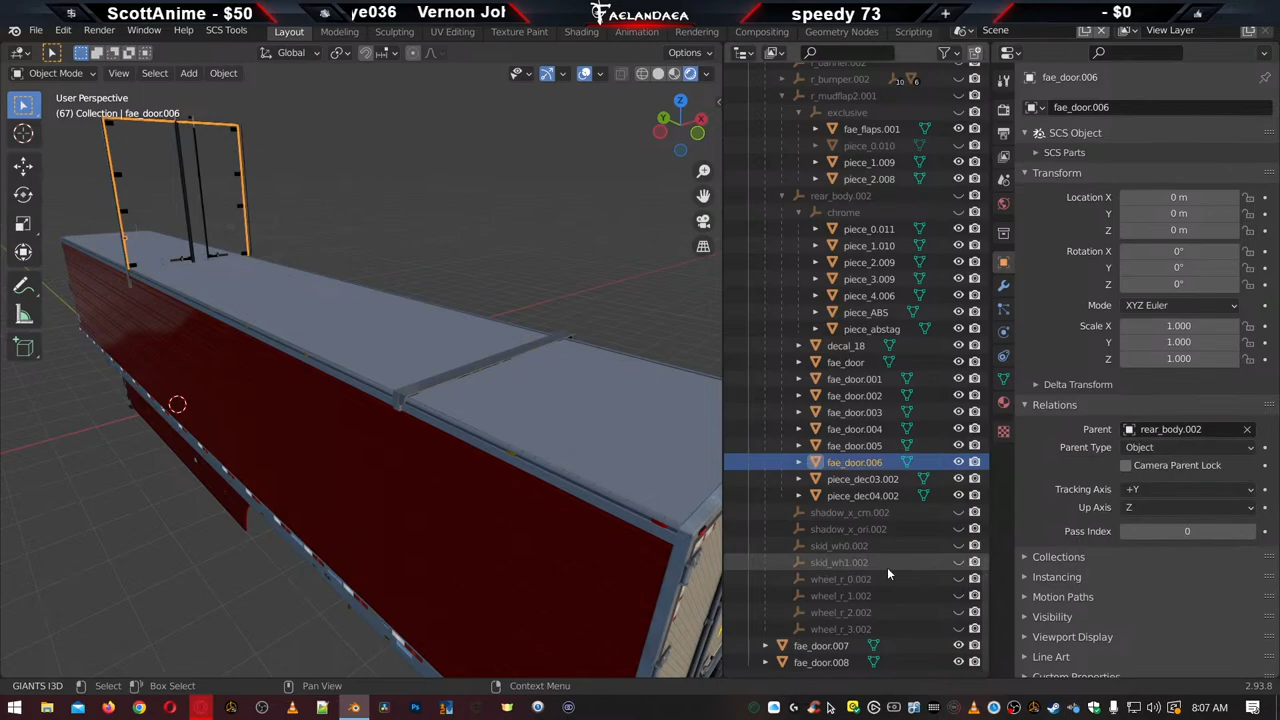 ScottAnime - $50
ye036 Vernon Jol
FAELANDAEA
speedy 73
- $0
File Edit Render Window Help SCS Tools
Layout Modeling Sculpting UV Editing Texture Paint Shading Animation Rendering Compositing Geometry Nodes Scripting
Scene
View Layer
Global
Options
Object Mode View Select Add Object
User Perspective
(67) Collection | fae_door.006
Z
Y
X
r_banner.002
r_bumper.002
10
6
r_mudflap2.001
exclusive
fae_flaps.001
piece_0.010
piece_1.009
piece_2.008
rear_body.002
chrome
piece_0.011
piece_1.010
piece_2.009
piece_3.009
piece_4.006
piece_ABS
piece_abstag
decal_18
fae_door
fae_door.001
fae_door.002
fae_door.003
fae_door.004
fae_door.005
fae_door.006
piece_dec03.002
piece_dec04.002
shadow_x_crn.002
shadow_x_ori.002
skid_wh0.002
skid_wh1.002
wheel_r_0.002
wheel_r_1.002
wheel_r_2.002
wheel_r_3.002
fae_door.007
fae_door.008
fae_door.006
fae_door.006
SCS Object
SCS Parts
Transform
Location X 0 m
Y 0 m
Z 0 m
Rotation X 0°
Y 0°
Z 0°
Mode XYZ Euler
Scale X 1.000
Y 1.000
Z 1.000
Delta Transform
Relations
Parent rear_body.002
Parent Type Object
Camera Parent Lock
Tracking Axis +Y
Up Axis Z
Pass Index 0
Collections
Instancing
Motion Paths
Visibility
Viewport Display
Line Art
Custom Properties
GIANTS I3D Select Box Select Pan View Context Menu
2.93.8
8:07 AM